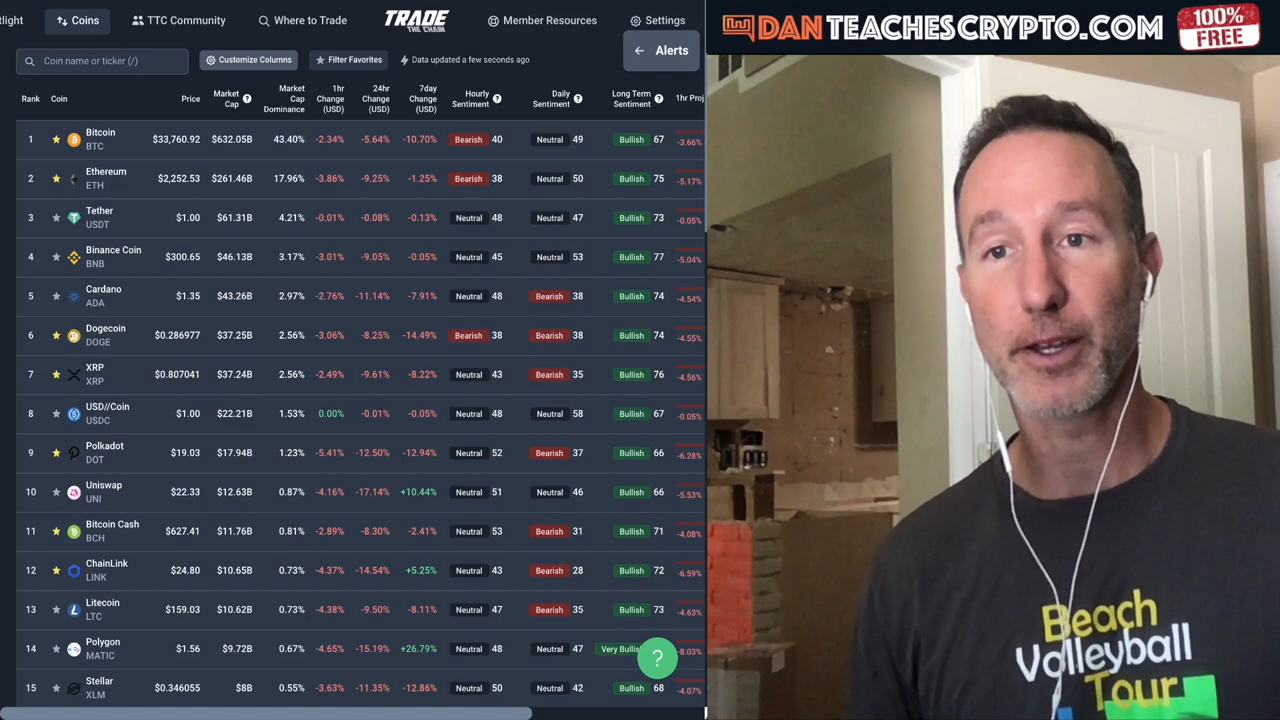 tlight
Coins
TTC Community
Where to Trade
TRADE
THE CHAIN
Member Resources
Settings
DANTEACHESCRYPTO.COM
100%
FREE
Coin name or ticker (/)
Customize Columns
Filter Favorites
Data updated a few seconds ago
Alerts
Rank Coin Price Market Cap ? Market Cap Dominance 1hr Change (USD) 24hr Change (USD) 7day Change (USD) Hourly Sentiment ? Daily Sentiment ? Long Term Sentiment ? 1hr Proj
1 Bitcoin BTC $33,760.92 $632.05B 43.40% -2.34% -5.64% -10.70% Bearish 40 Neutral 49 Bullish 67 -3.66%
2 Ethereum ETH $2,252.53 $261.46B 17.96% -3.86% -9.25% -1.25% Bearish 38 Neutral 50 Bullish 75 -5.17%
3 Tether USDT $1.00 $61.31B 4.21% -0.01% -0.08% -0.13% Neutral 48 Neutral 47 Bullish 73 -0.05%
4 Binance Coin BNB $300.65 $46.13B 3.17% -3.01% -9.05% -0.05% Neutral 45 Neutral 53 Bullish 77 -5.04%
5 Cardano ADA $1.35 $43.26B 2.97% -2.76% -11.14% -7.91% Neutral 48 Bearish 38 Bullish 74 -4.54%
6 Dogecoin DOGE $0.286977 $37.25B 2.56% -3.06% -8.25% -14.49% Bearish 38 Bearish 38 Bullish 74 -4.55%
7 XRP XRP $0.807041 $37.24B 2.56% -2.49% -9.61% -8.22% Neutral 43 Bearish 35 Bullish 76 -4.56%
8 USD//Coin USDC $1.00 $22.21B 1.53% 0.00% -0.01% -0.05% Neutral 48 Neutral 58 Bullish 67 -0.05%
9 Polkadot DOT $19.03 $17.94B 1.23% -5.41% -12.50% -12.94% Neutral 52 Bearish 37 Bullish 66 -6.28%
10 Uniswap UNI $22.33 $12.63B 0.87% -4.16% -17.14% +10.44% Neutral 51 Neutral 46 Bullish 66 -5.53%
11 Bitcoin Cash BCH $627.41 $11.76B 0.81% -2.89% -8.30% -2.41% Neutral 53 Bearish 31 Bullish 71 -4.08%
12 ChainLink LINK $24.80 $10.65B 0.73% -4.37% -14.54% +5.25% Neutral 43 Bearish 28 Bullish 72 -6.59%
13 Litecoin LTC $159.03 $10.62B 0.73% -4.38% -9.50% -8.11% Neutral 47 Bearish 35 Bullish 73 -4.63%
14 Polygon MATIC $1.56 $9.72B 0.67% -4.65% -15.19% +26.79% Neutral 48 Neutral 47 Very Bullis -8.03%
15 Stellar XLM $0.346055 $8B 0.55% -3.63% -11.35% -12.86% Neutral 50 Neutral 42 Bullish 68 -4.07%
?
Beach
Volleyball
Tour